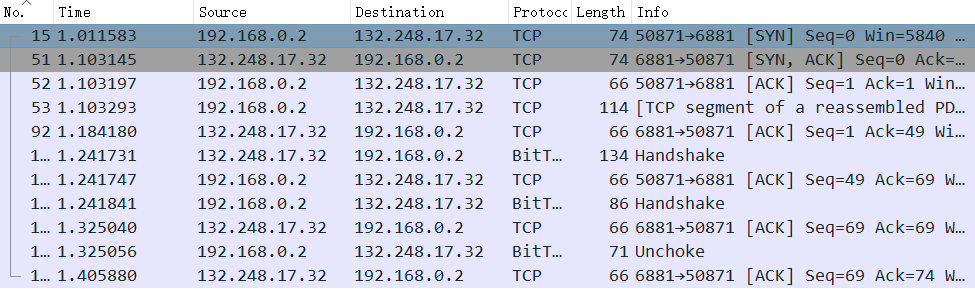 No. Time Source Destination Protocc Length Info
15 1.011583 192.168.0.2 132.248.17.32 TCP 74 50871→6881 [SYN] Seq=0 Win=5840 …
51 1.103145 132.248.17.32 192.168.0.2 TCP 74 6881→50871 [SYN, ACK] Seq=0 Ack=…
52 1.103197 192.168.0.2 132.248.17.32 TCP 66 50871→6881 [ACK] Seq=1 Ack=1 Win…
53 1.103293 192.168.0.2 132.248.17.32 TCP 114 [TCP segment of a reassembled PD…
92 1.184180 132.248.17.32 192.168.0.2 TCP 66 6881→50871 [ACK] Seq=1 Ack=49 Wi…
1… 1.241731 132.248.17.32 192.168.0.2 BitT… 134 Handshake
1… 1.241747 192.168.0.2 132.248.17.32 TCP 66 50871→6881 [ACK] Seq=49 Ack=69 W…
1… 1.241841 192.168.0.2 132.248.17.32 BitT… 86 Handshake
1… 1.325040 132.248.17.32 192.168.0.2 TCP 66 6881→50871 [ACK] Seq=69 Ack=69 W…
1… 1.325056 192.168.0.2 132.248.17.32 BitT… 71 Unchoke
1… 1.405880 132.248.17.32 192.168.0.2 TCP 66 6881→50871 [ACK] Seq=69 Ack=74 W…